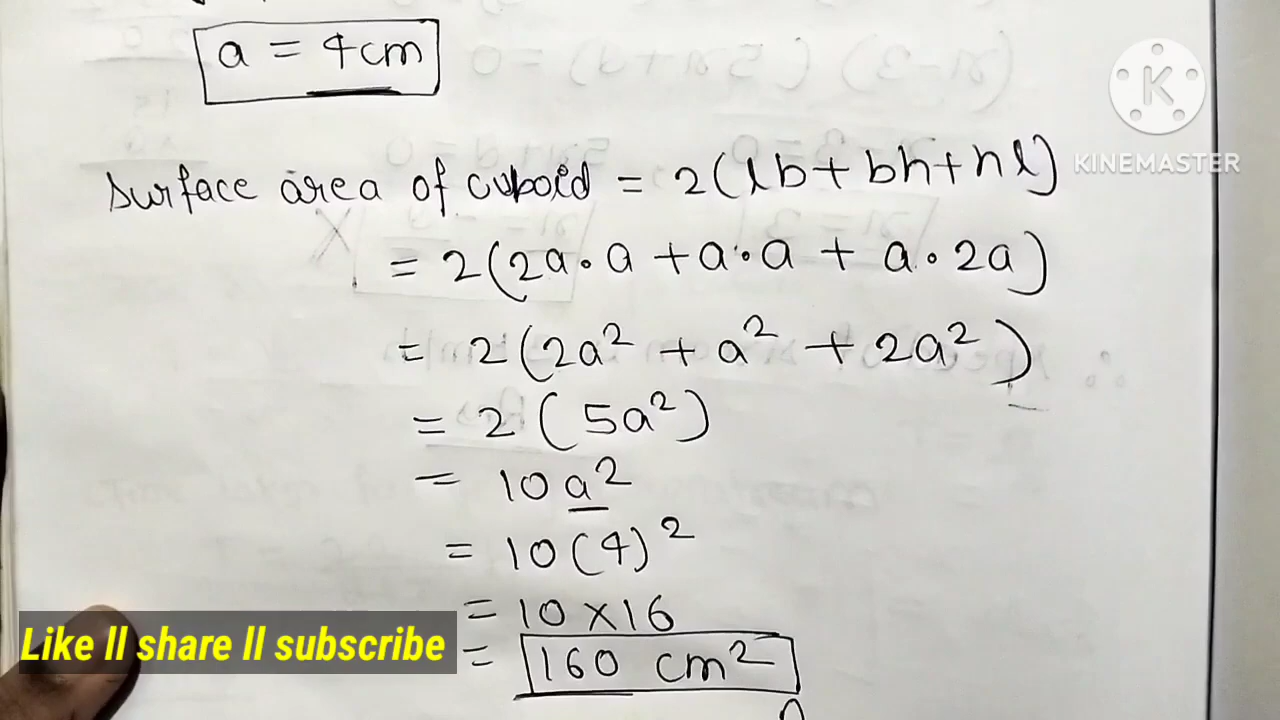 a = 4cm
K
KINEMASTER
Surface area of cuboid = 2(lb+bh+hl)
= 2(2a·a +a·a + a·2a)
= 2(2a² + a² + 2a²)
= 2(5a²)
= 10a²
= 10(4)²
= 10×16
= 160 cm²
Like ll share ll subscribe